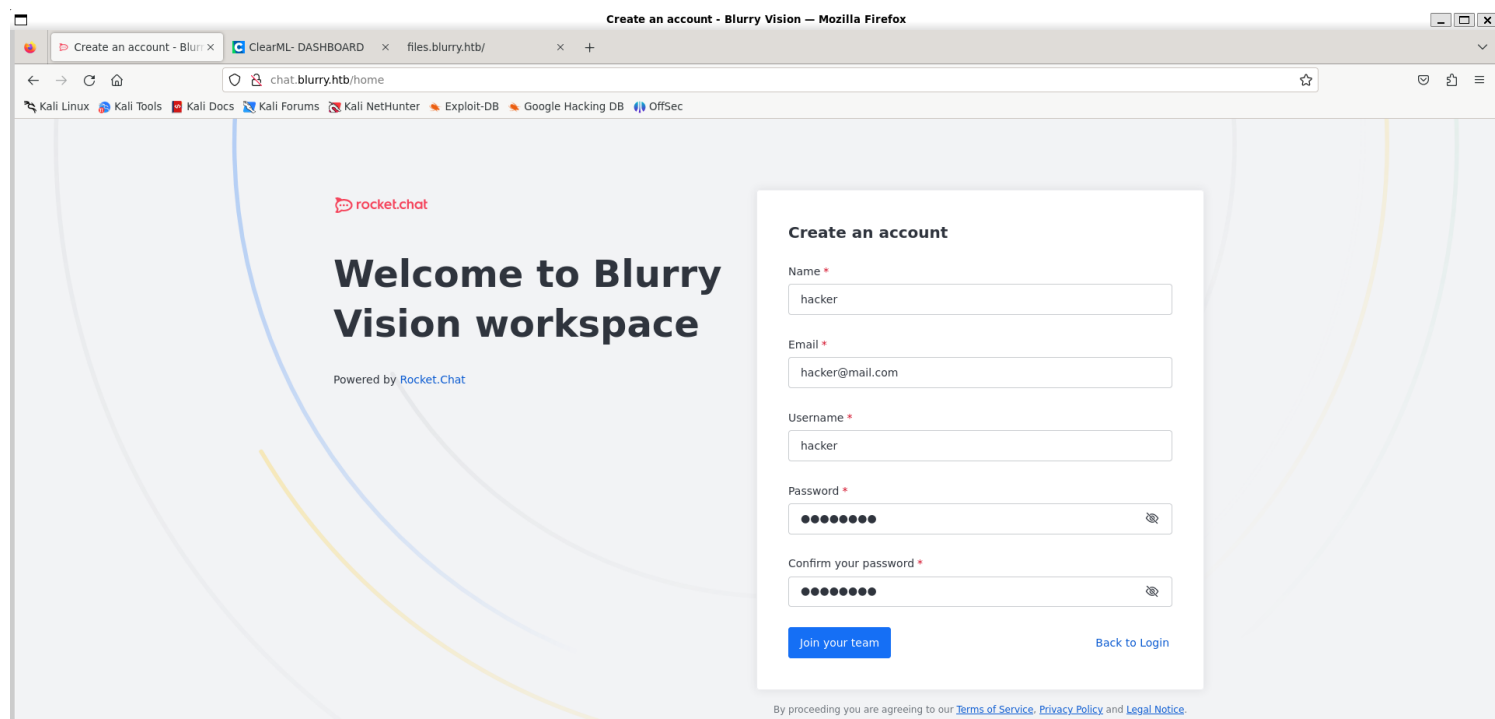 Create an account - Blurry Vision — Mozilla Firefox
Create an account - Blurr
ClearML- DASHBOARD
files.blurry.htb/
chat.blurry.htb/home
Kali Linux Kali Tools Kali Docs Kali Forums Kali NetHunter Exploit-DB Google Hacking DB OffSec
rocket.chat
Welcome to Blurry
Vision workspace
Powered by Rocket.Chat
Create an account
Name *
hacker
Email *
hacker@mail.com
Username *
hacker
Password *
●●●●●●●●
Confirm your password *
●●●●●●●●
Join your team
Back to Login
By proceeding you are agreeing to our Terms of Service, Privacy Policy and Legal Notice.